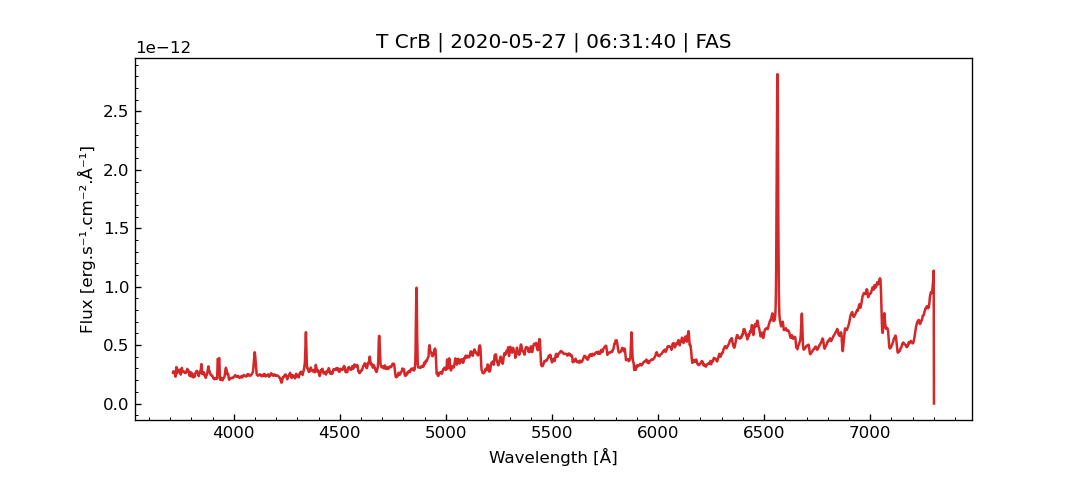 T CrB | 2020-05-27 | 06:31:40 | FAS
1e−12
2.5
2.0
1.5
1.0
0.5
0.0
Flux [erg.s⁻¹.cm⁻².Å⁻¹]
4000 4500 5000 5500 6000 6500 7000
Wavelength [Å]